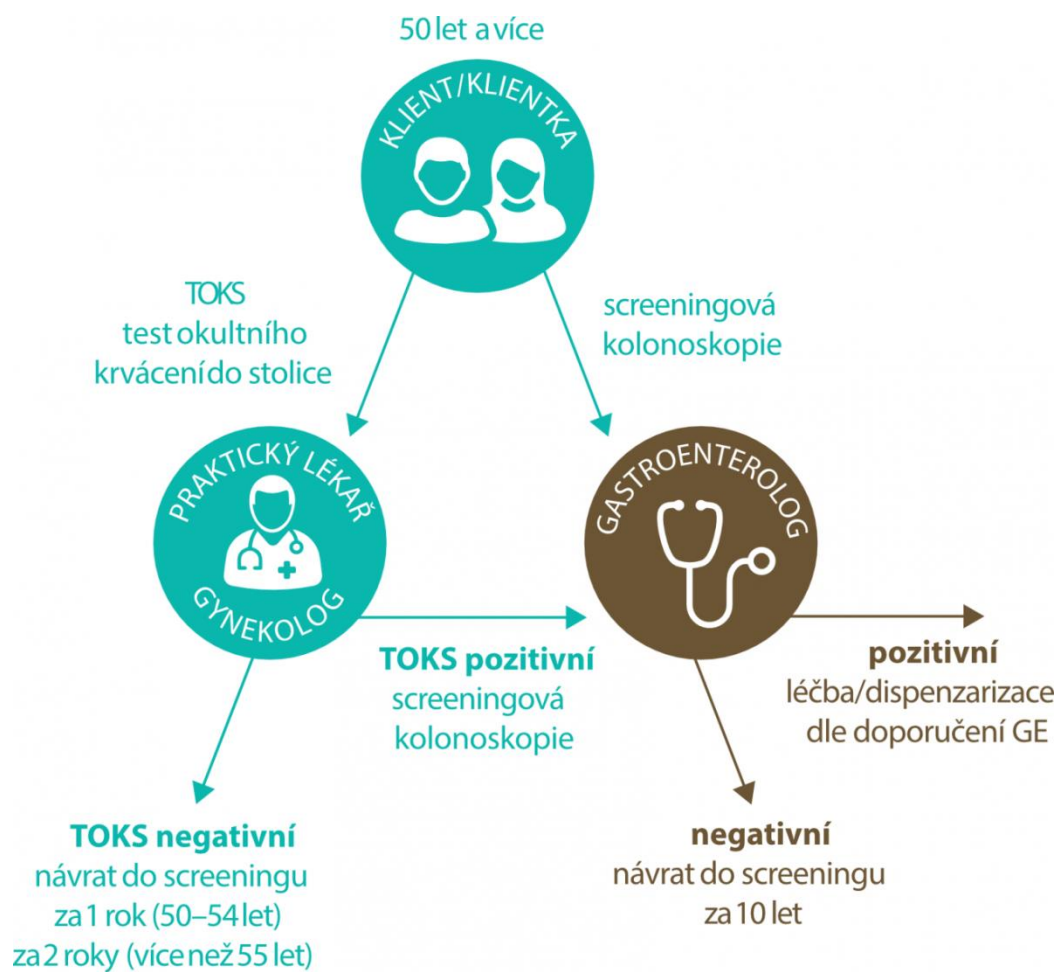 50 let a více
KLIENT/KLIENTKA
TOKS
test okultního
krvácení do stolice
screeningová
kolonoskopie
PRAKTICKÝ LÉKAŘ
GYNEKOLOG
GASTROENTEROLOG
TOKS pozitivní
screeningová
kolonoskopie
pozitivní
léčba/dispenzarizace
dle doporučení GE
TOKS negativní
návrat do screeningu
za 1 rok (50–54 let)
za 2 roky (více než 55 let)
negativní
návrat do screeningu
za 10 let